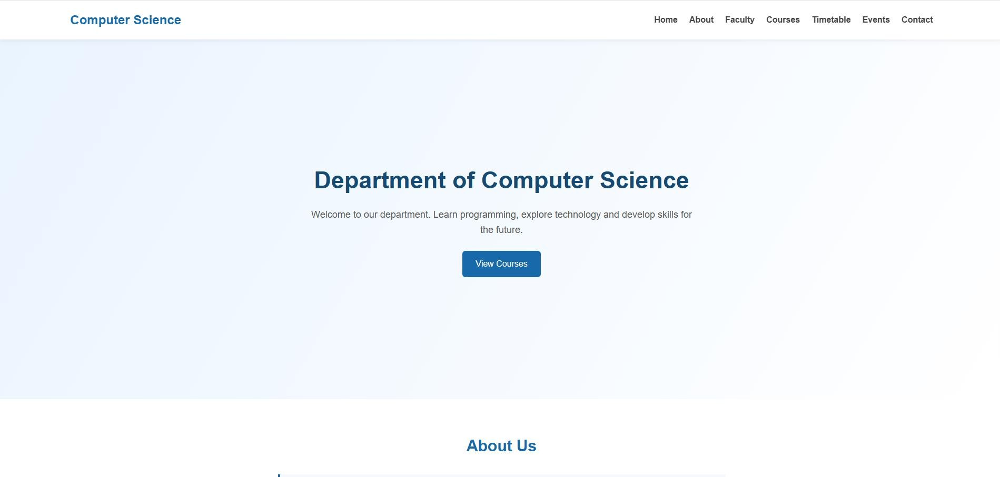 Computer Science
Home About Faculty Courses Timetable Events Contact
Department of Computer Science
Welcome to our department. Learn programming, explore technology and develop skills for
the future.
View Courses
About Us